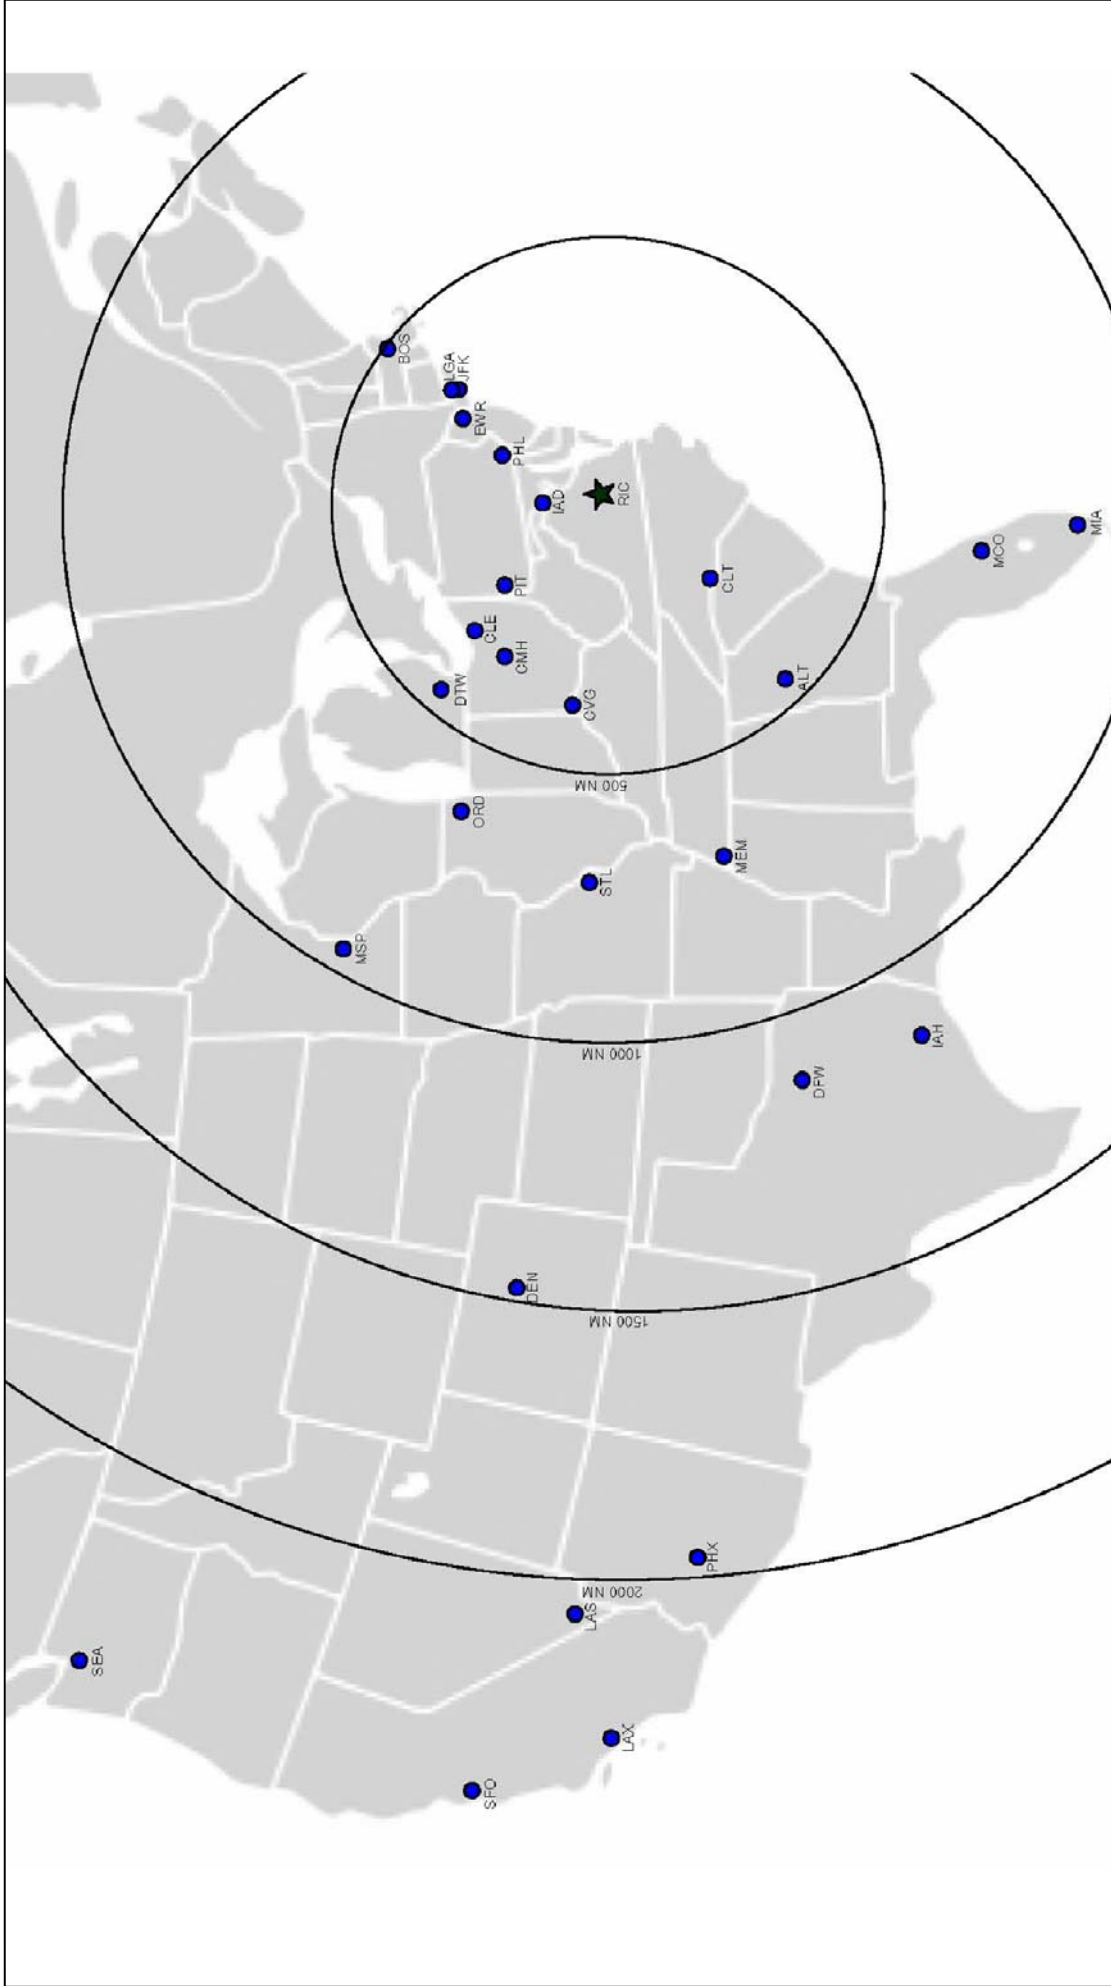 BOS
LGA
JFK
EWR
PHL
IAD
RIC
PIT
CLE
CMH
DTW
CVG
CLT
ALT
MCO
MIA
500 NM
ORD
STL
MEM
MSP
1000 NM
IAH
DFW
DEN
1500 NM
PHX
2000 NM
LAS
SEA
LAX
SFO